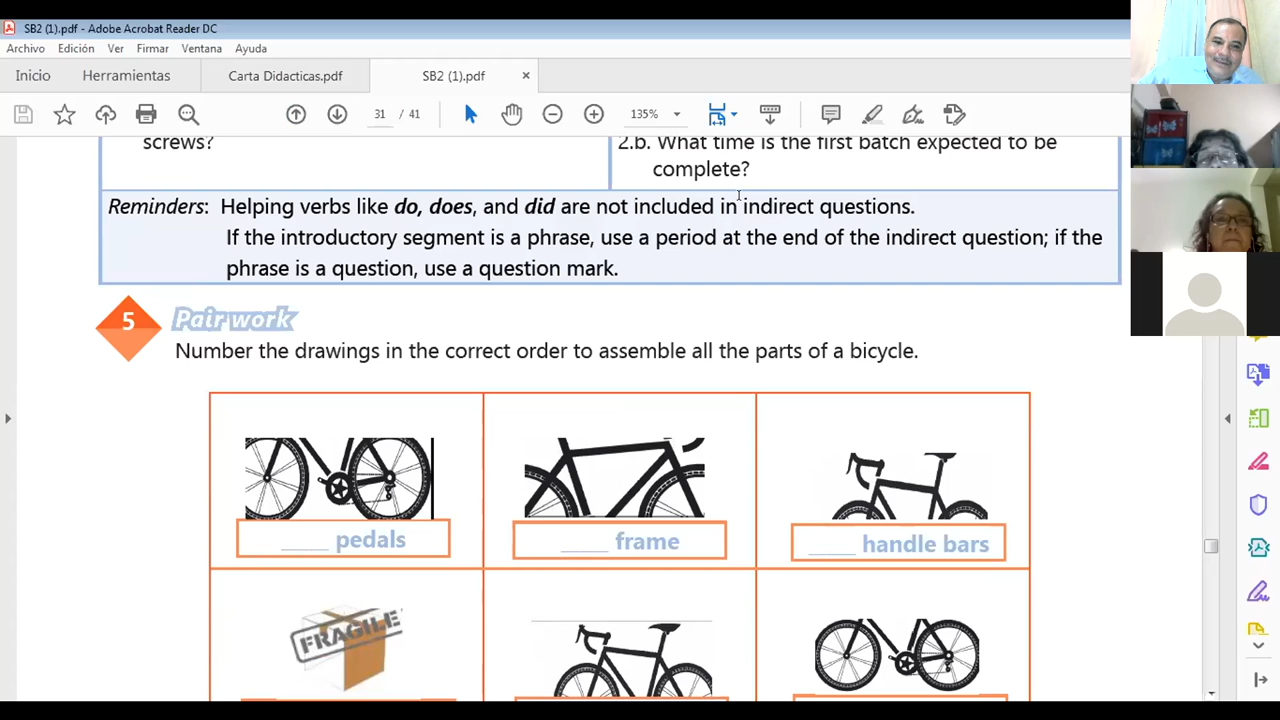 SB2 (1).pdf - Adobe Acrobat Reader DC
Archivo Edición Ver Firmar Ventana Ayuda
Inicio Herramientas Carta Didacticas.pdf SB2 (1).pdf ×
31 / 41 135%
screws?
2.b. What time is the first batch expected to be
complete?
Reminders: Helping verbs like do, does, and did are not included in indirect questions.
If the introductory segment is a phrase, use a period at the end of the indirect question; if the
phrase is a question, use a question mark.
5 Pair work
Number the drawings in the correct order to assemble all the parts of a bicycle.
_____ pedals
_____ frame
_____ handle bars
FRAGILE